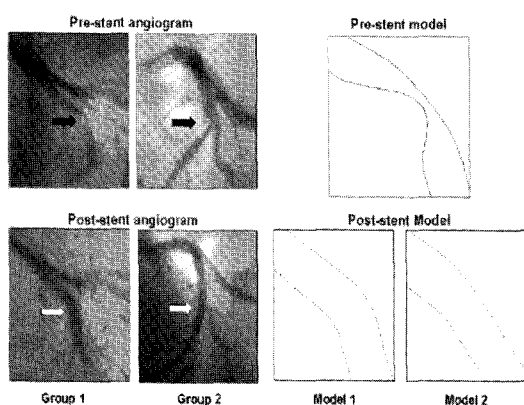 Pre-stent angiogram
Pre-stent model
Post-stent angiogram
Post-stent Model
Group 1
Group 2
Model 1
Model 2